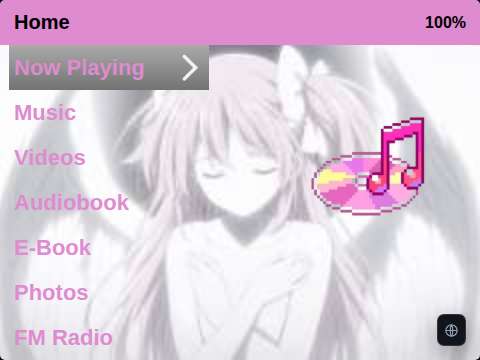 Home
100%
Now Playing
Music
Videos
Audiobook
E-Book
Photos
FM Radio